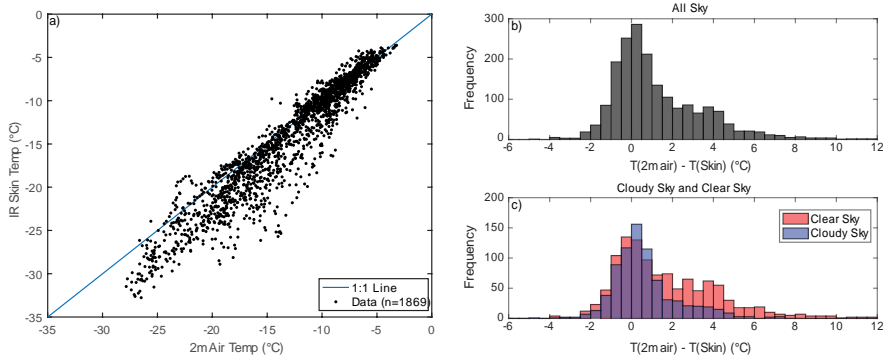 a)
0
-5
-10
-15
-20
-25
-30
-35
IR Skin Temp (°C)
-35 -30 -25 -20 -15 -10 -5 0
2m Air Temp (°C)
1:1 Line
Data (n=1869)
All Sky
b)
300
200
100
0
Frequency
-6 -4 -2 0 2 4 6 8 10 12
T(2m air) - T(Skin) (°C)
Cloudy Sky and Clear Sky
c)
200
150
100
50
0
Frequency
Clear Sky
Cloudy Sky
-6 -4 -2 0 2 4 6 8 10 12
T(2m air) - T(Skin) (°C)